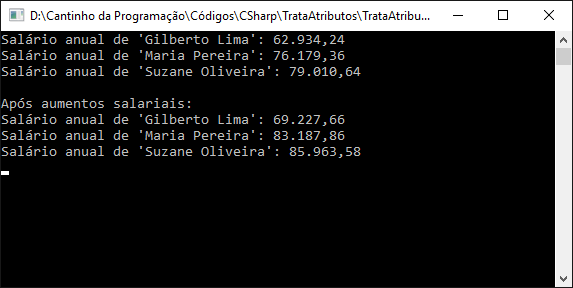 D:\Cantinho da Programação\Códigos\CSharp\TrataAtributos\TrataAtribu...
Salário anual de 'Gilberto Lima': 62.934,24
Salário anual de 'Maria Pereira': 76.179,36
Salário anual de 'Suzane Oliveira': 79.010,64
Após aumentos salariais:
Salário anual de 'Gilberto Lima': 69.227,66
Salário anual de 'Maria Pereira': 83.187,86
Salário anual de 'Suzane Oliveira': 85.963,58